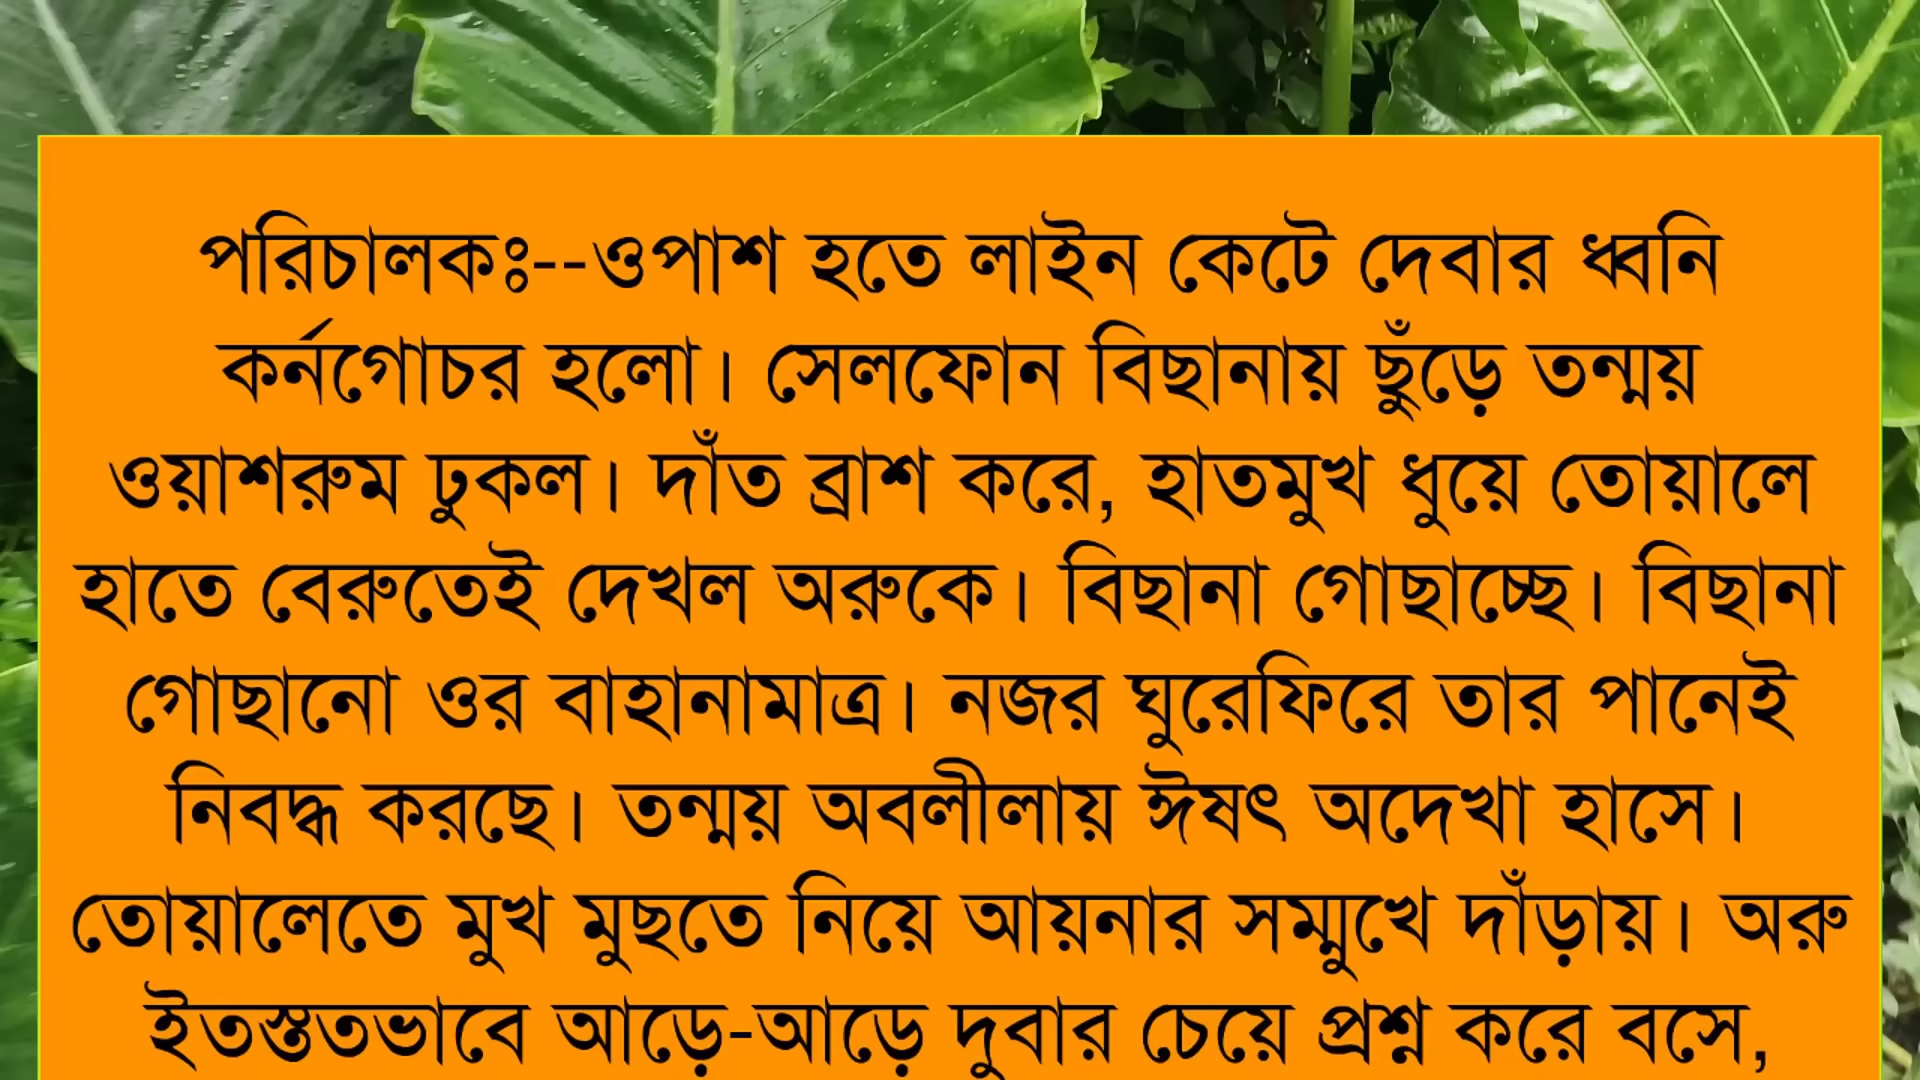 পরিচালকঃ--ওপাশ হতে লাইন কেটে দেবার ধ্বনি
কর্নগোচর হলো। সেলফোন বিছানায় ছুঁড়ে তন্ময়
ওয়াশরুম ঢুকল। দাঁত ব্রাশ করে, হাতমুখ ধুয়ে তোয়ালে
হাতে বেরুতেই দেখল অরুকে। বিছানা গোছাচ্ছে। বিছানা
গোছানো ওর বাহানামাত্র। নজর ঘুরেফিরে তার পানেই
নিবদ্ধ করছে। তন্ময় অবলীলায় ঈষৎ অদেখা হাসে।
তোয়ালেতে মুখ মুছতে নিয়ে আয়নার সম্মুখে দাঁড়ায়। অরু
ইতস্ততভাবে আড়ে-আড়ে দুবার চেয়ে প্রশ্ন করে বসে,